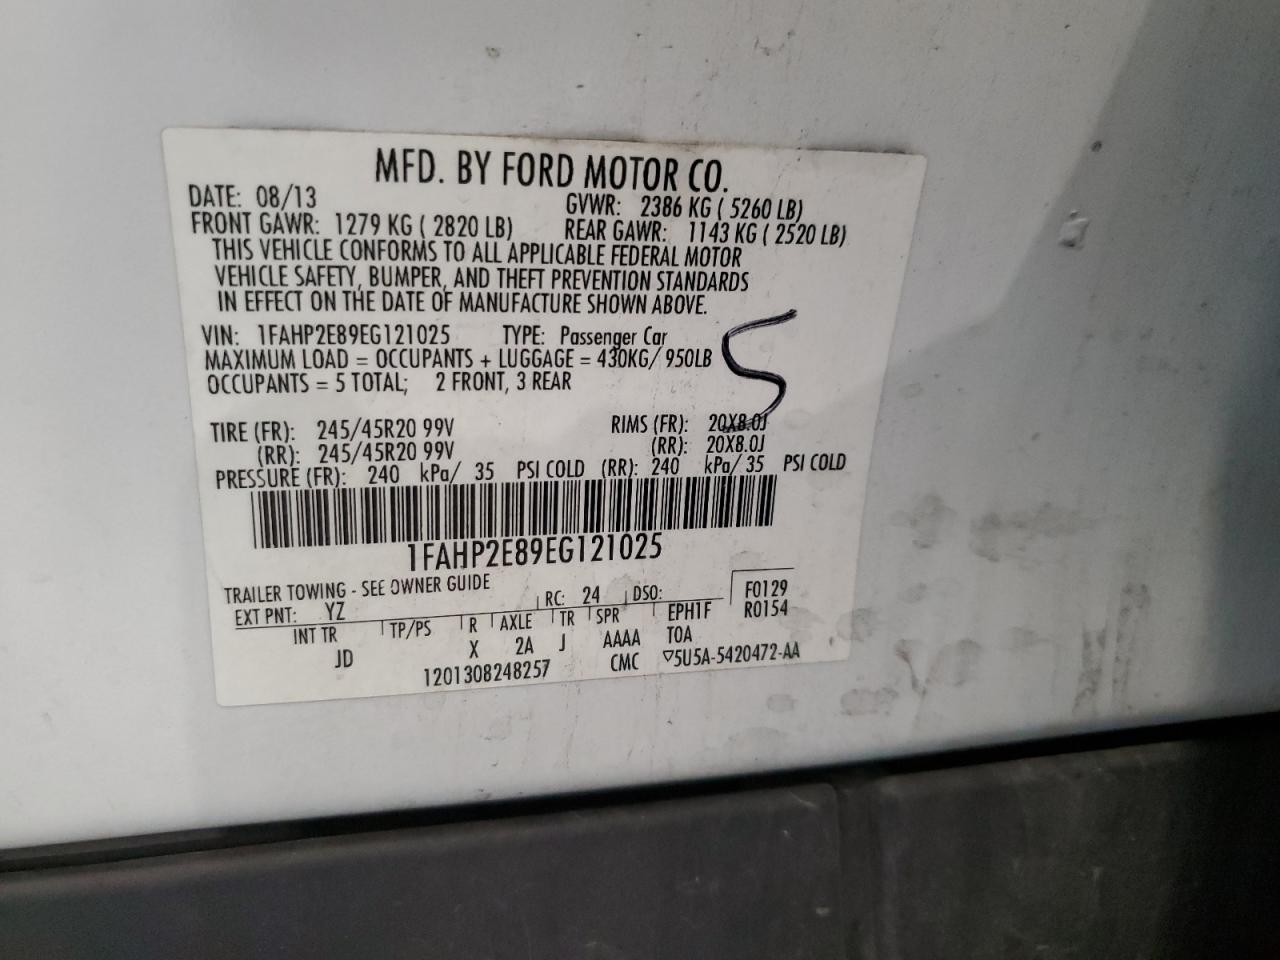 MFD. BY FORD MOTOR CO.
DATE: 08/13 GVWR: 2386 KG ( 5260 LB)
FRONT GAWR: 1279 KG ( 2820 LB) REAR GAWR: 1143 KG ( 2520 LB)
THIS VEHICLE CONFORMS TO ALL APPLICABLE FEDERAL MOTOR
VEHICLE SAFETY, BUMPER, AND THEFT PREVENTION STANDARDS
IN EFFECT ON THE DATE OF MANUFACTURE SHOWN ABOVE.
VIN: 1FAHP2E89EG121025 TYPE: Passenger Car
MAXIMUM LOAD = OCCUPANTS + LUGGAGE = 430KG/ 950LB
OCCUPANTS = 5 TOTAL; 2 FRONT, 3 REAR
5
TIRE (FR): 245/45R20 99V RIMS (FR): 20X8.0J
(RR): 245/45R20 99V (RR): 20X8.0J
PRESSURE (FR): 240 kPa/ 35 PSI COLD (RR): 240 kPa/ 35 PSI COLD
1FAHP2E89EG121025
TRAILER TOWING - SEE OWNER GUIDE
EXT PNT: YZ RC: 24 DSO: F0129
INT TR TP/PS R AXLE TR SPR EPH1F R0154
JD X 2A J AAAA TOA
1201308248257 CMC ▽5U5A-5420472-AA